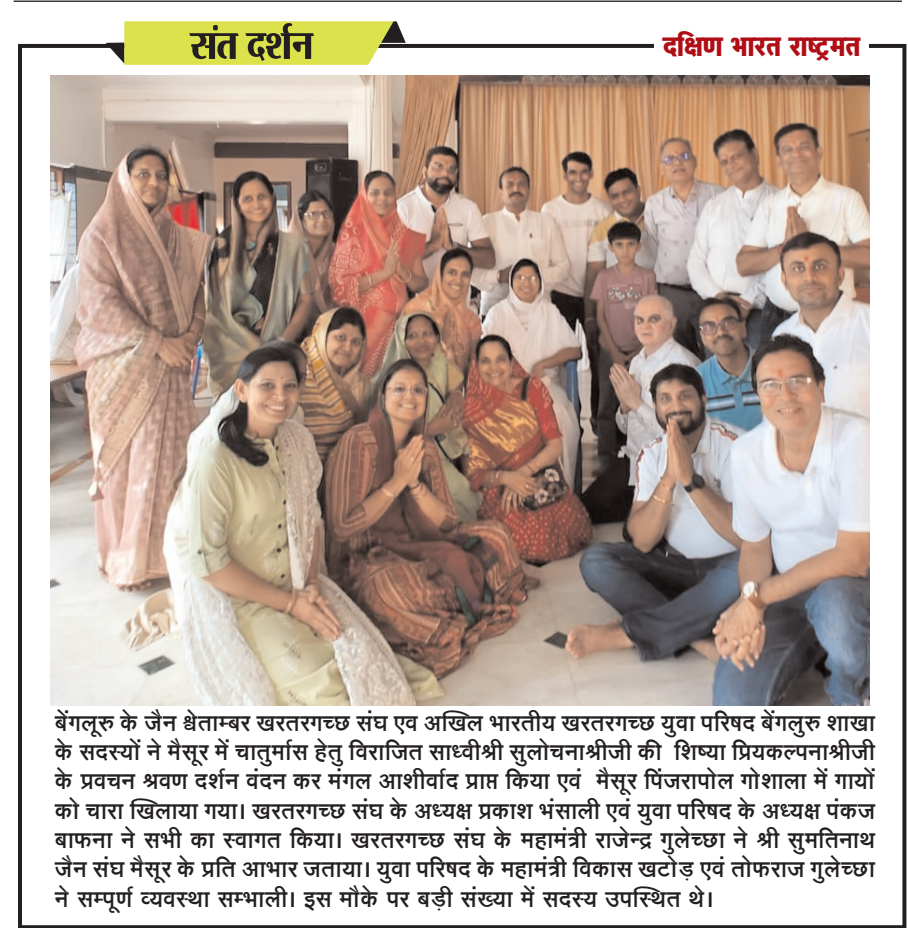 संत दर्शन
दक्षिण भारत राष्ट्रमत
बेंगलूरु के जैन श्वेताम्बर खरतरगच्छ संघ एव अखिल भारतीय खरतरगच्छ युवा परिषद बेंगलुरु शाखा
के सदस्यों ने मैसूर में चातुर्मास हेतु विराजित साध्वीश्री सुलोचनाश्रीजी की शिष्या प्रियकल्पनाश्रीजी
के प्रवचन श्रवण दर्शन वंदन कर मंगल आशीर्वाद प्राप्त किया एवं मैसूर पिंजरापोल गोशाला में गायों
को चारा खिलाया गया। खरतरगच्छ संघ के अध्यक्ष प्रकाश भंसाली एवं युवा परिषद के अध्यक्ष पंकज
बाफना ने सभी का स्वागत किया। खरतरगच्छ संघ के महामंत्री राजेन्द्र गुलेच्छा ने श्री सुमतिनाथ
जैन संघ मैसूर के प्रति आभार जताया। युवा परिषद के महामंत्री विकास खटोड़ एवं तोफराज गुलेच्छा
ने सम्पूर्ण व्यवस्था सम्भाली। इस मौके पर बड़ी संख्या में सदस्य उपस्थित थे।